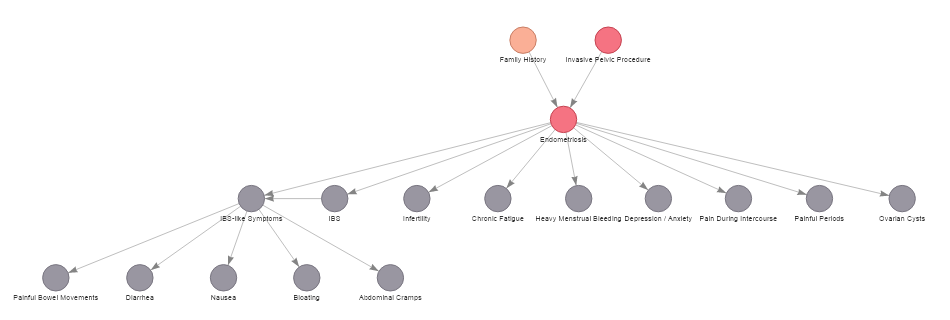 Family History
Invasive Pelvic Procedure
Endometriosis
IBS-like Symptoms
IBS
Infertility
Chronic Fatigue
Heavy Menstrual Bleeding
Depression / Anxiety
Pain During Intercourse
Painful Periods
Ovarian Cysts
Painful Bowel Movements
Diarrhea
Nausea
Bloating
Abdominal Cramps